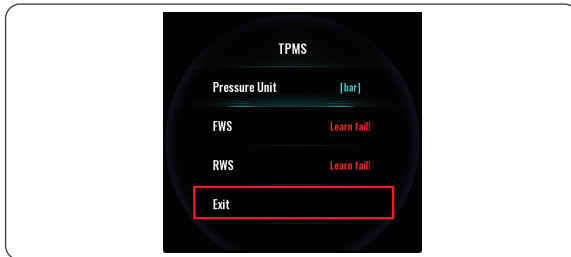 TPMS
Pressure Unit [bar]
FWS Learn fail!
RWS Learn fail!
Exit